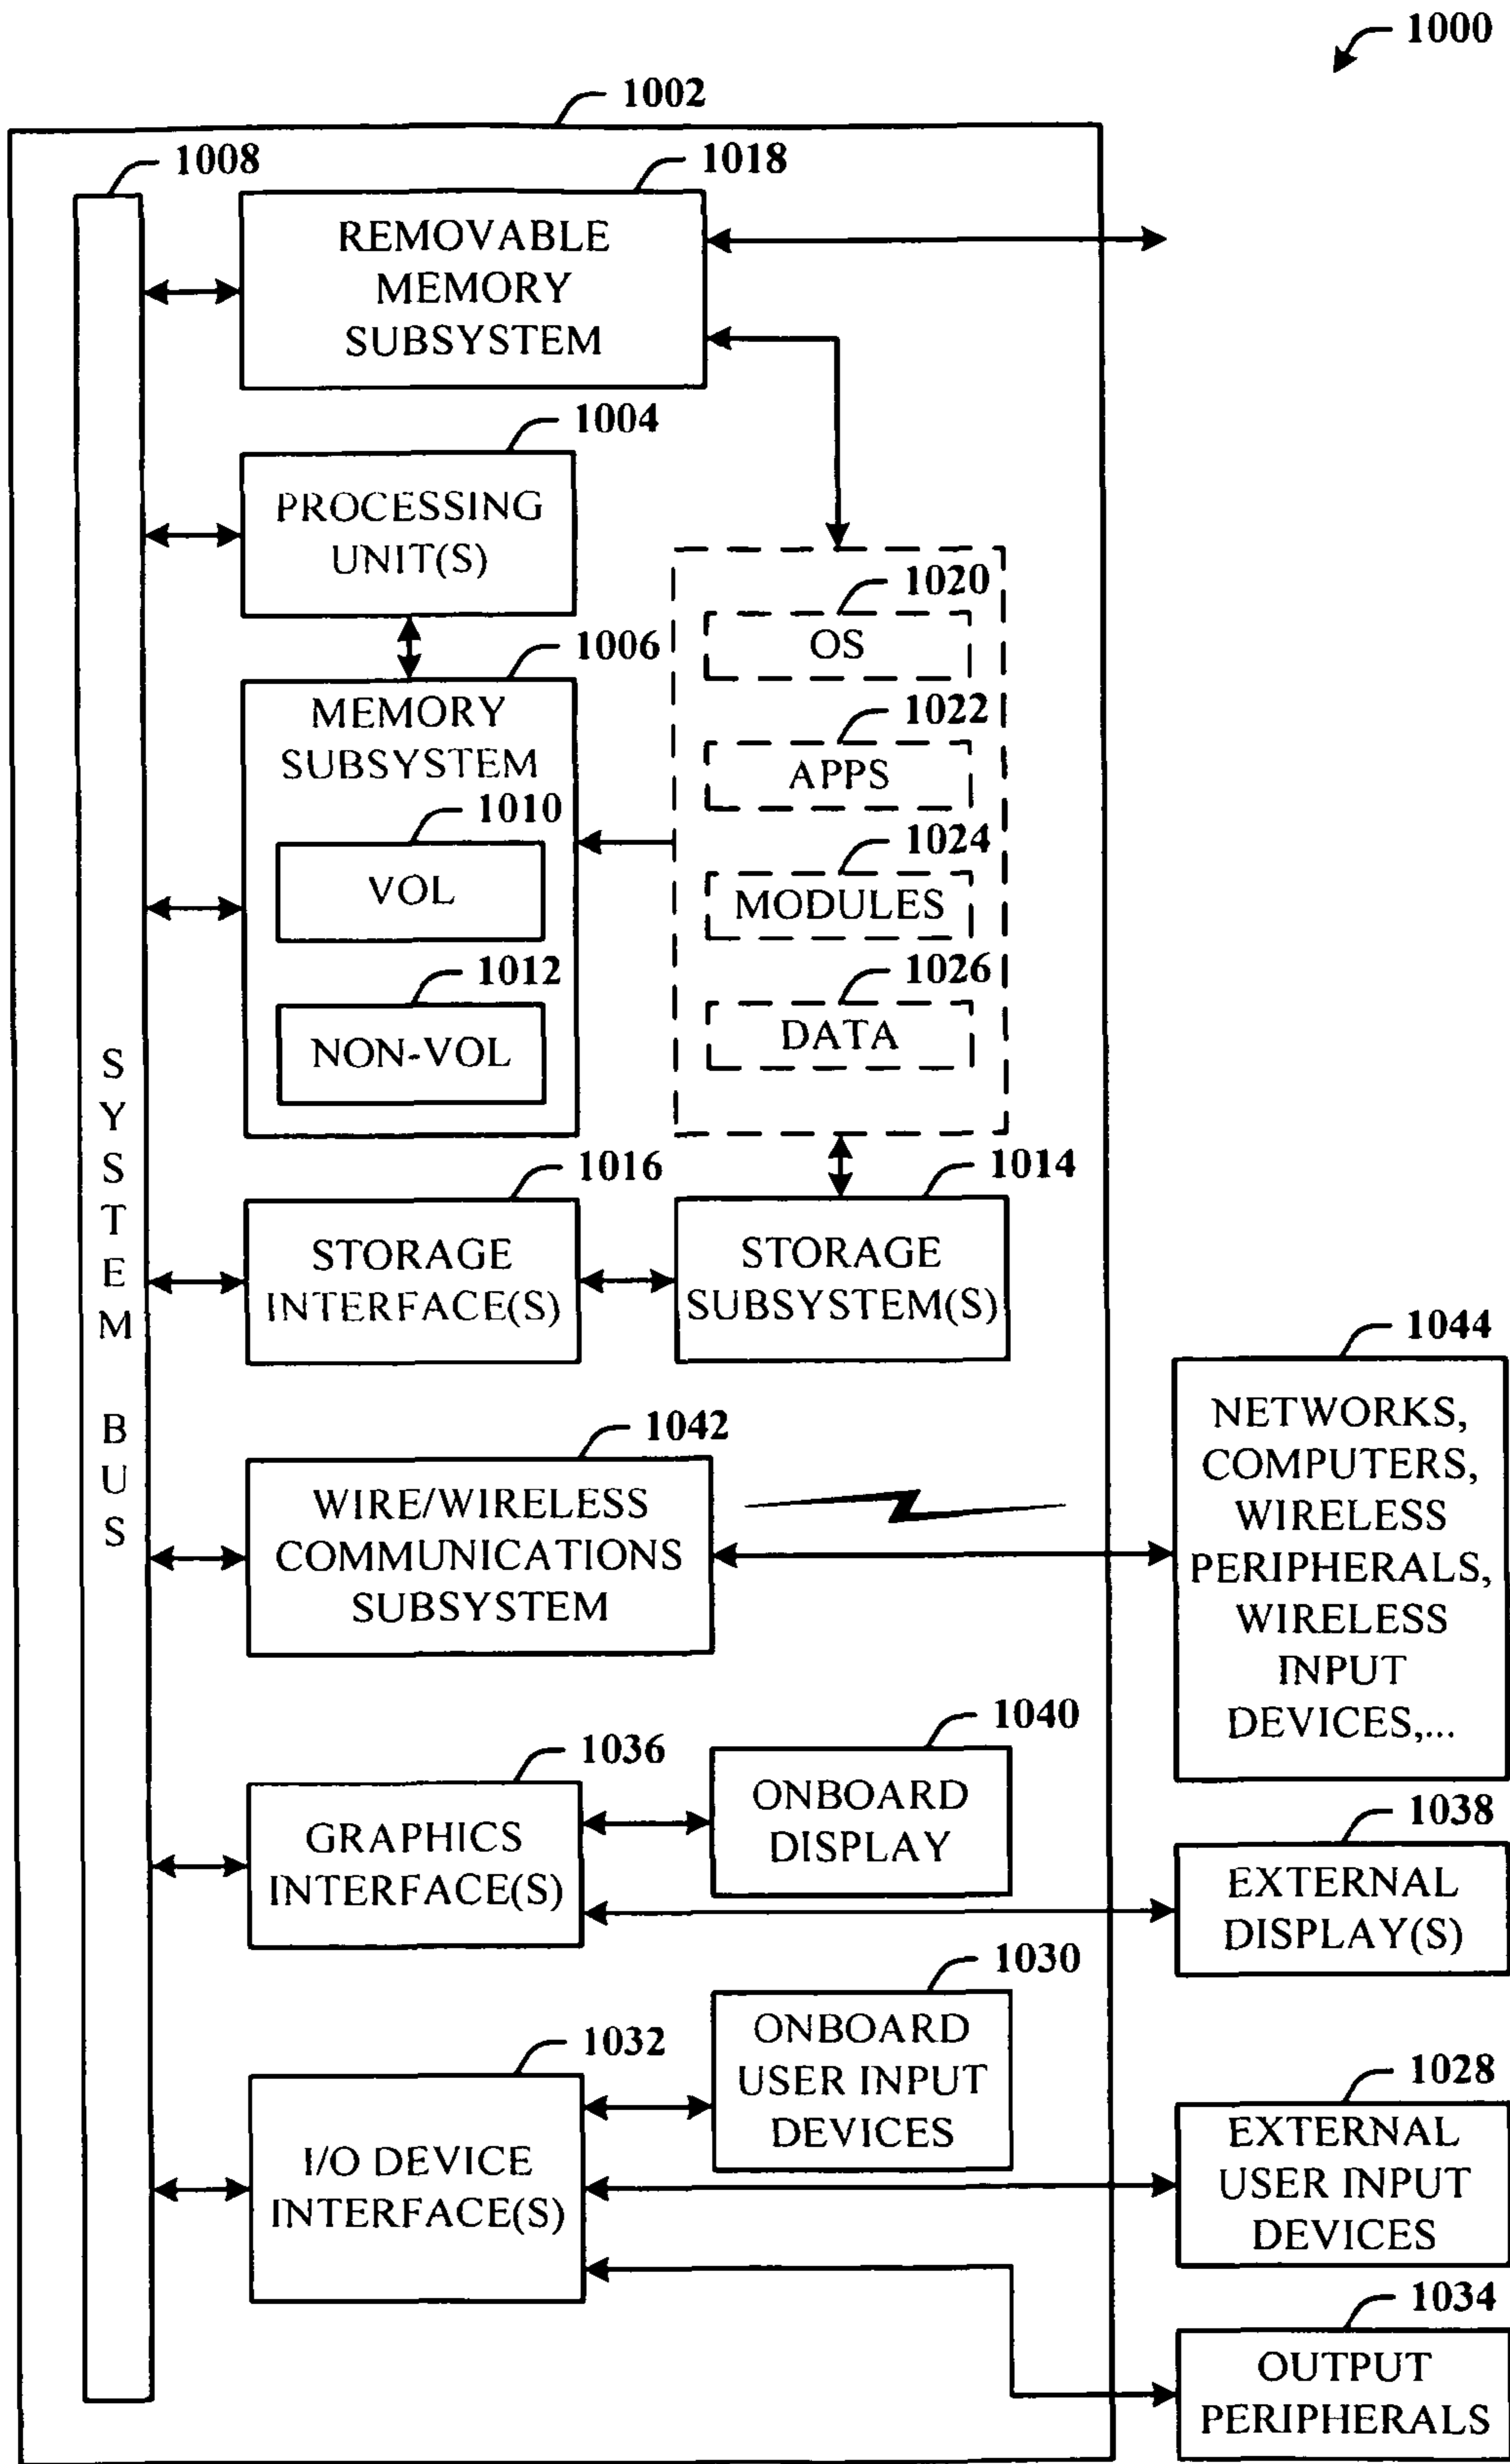 1000
1002
1008
1018
REMOVABLE
MEMORY
SUBSYSTEM
1004
PROCESSING
UNIT(S)
1020
OS
1006
MEMORY
SUBSYSTEM
1022
APPS
1010
VOL
1024
MODULES
1012
NON-VOL
1026
DATA
SYSTEM BUS
1016
STORAGE
INTERFACE(S)
1014
STORAGE
SUBSYSTEM(S)
1042
WIRE/WIRELESS
COMMUNICATIONS
SUBSYSTEM
1044
NETWORKS,
COMPUTERS,
WIRELESS
PERIPHERALS,
WIRELESS
INPUT
DEVICES,...
1036
GRAPHICS
INTERFACE(S)
1040
ONBOARD
DISPLAY
1038
EXTERNAL
DISPLAY(S)
1032
I/O DEVICE
INTERFACE(S)
1030
ONBOARD
USER INPUT
DEVICES
1028
EXTERNAL
USER INPUT
DEVICES
1034
OUTPUT
PERIPHERALS